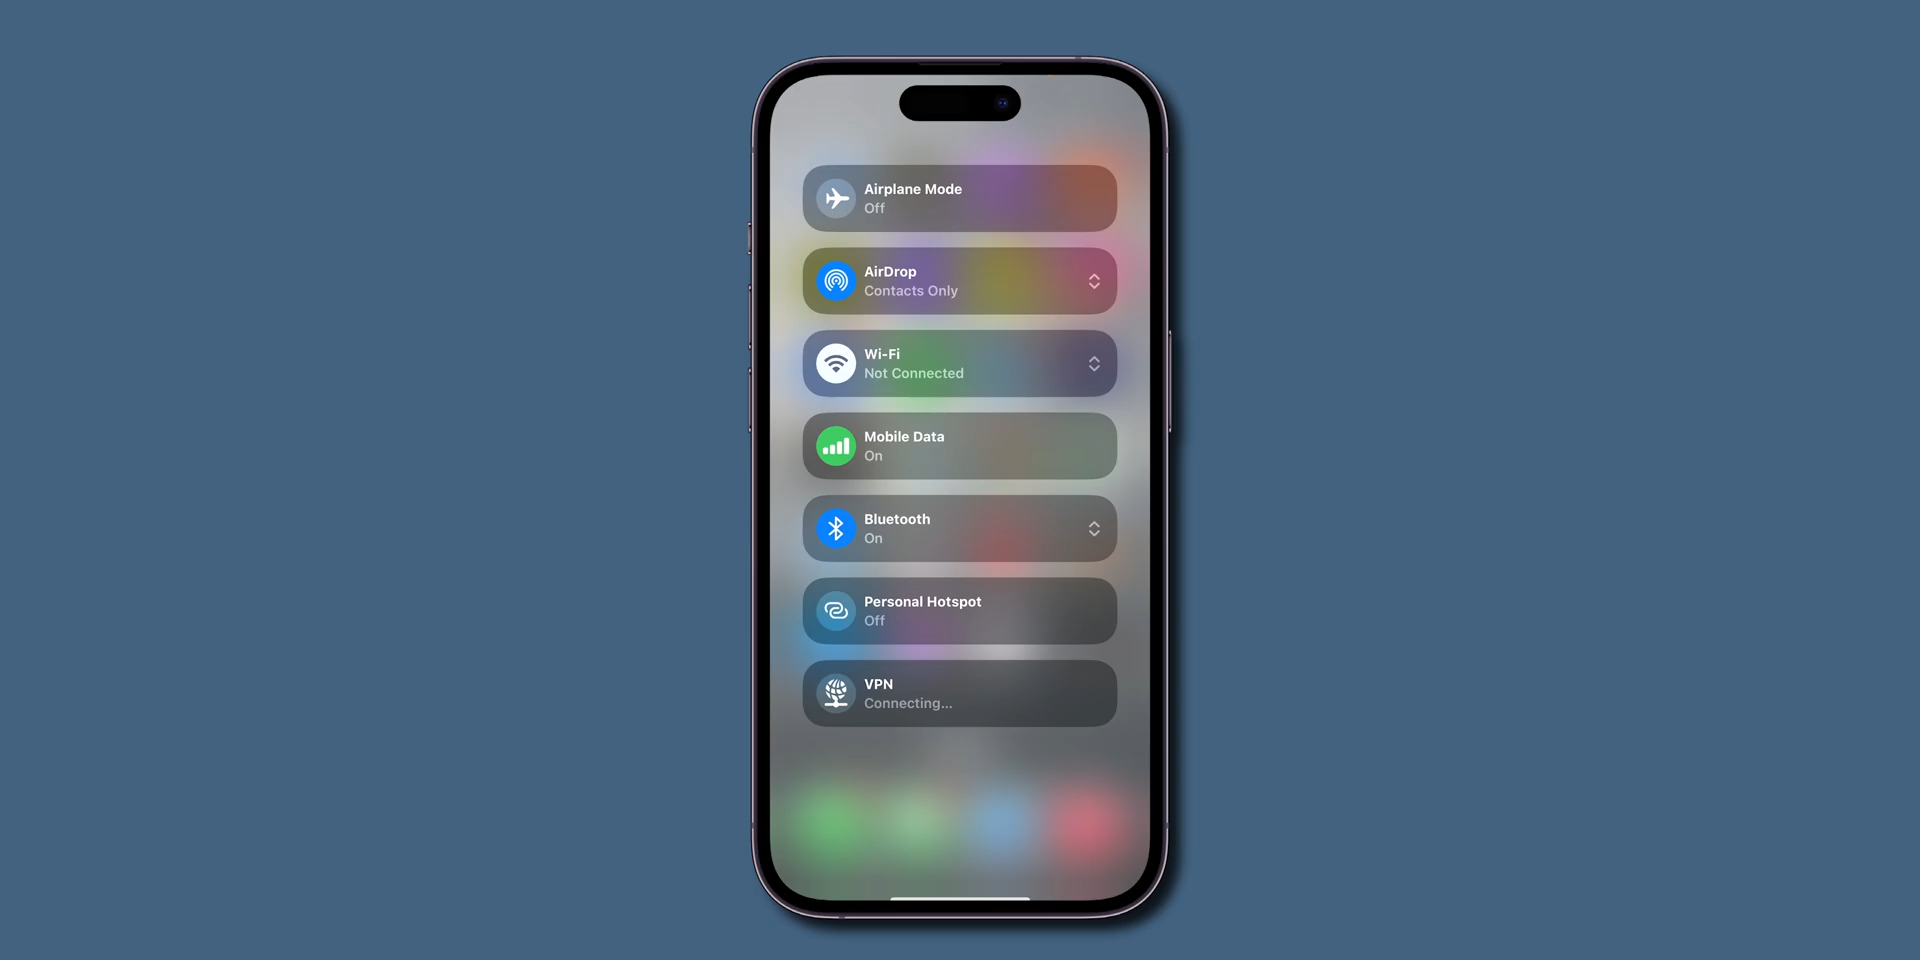 Airplane Mode
Off
AirDrop
Contacts Only
Wi-Fi
Not Connected
Mobile Data
On
Bluetooth
On
Personal Hotspot
Off
VPN
Connecting...